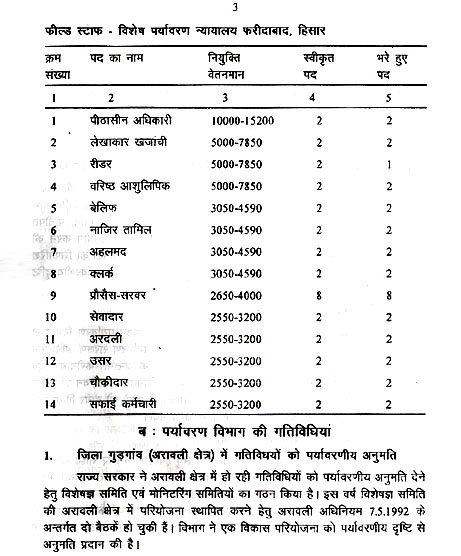 3
फील्ड स्टाफ - विशेष पर्यावरण न्यायालय फरीदाबाद, हिसार
क्रम पद का नाम नियुक्ति स्वीकृत भरे हुए
संख्या वेतनमान पद पद
1 2 3 4 5
1 पीठासीन अधिकारी 10000-15200 2 2
2 लेखाकार खजांची 5000-7850 2 2
3 रीडर 5000-7850 2 1
4 वरिष्ठ आशुलिपिक 5000-7850 2 2
5 बेलिफ 3050-4590 2 2
6 नाजिर तामिल 3050-4590 2 2
7 अहलमद 3050-4590 2 2
8 क्लर्क 3050-4590 2 2
9 प्रौसैस-सरवर 2650-4000 8 8
10 सेवादार 2550-3200 2 2
11 अरदली 2550-3200 2 2
12 उसर 2550-3200 2 2
13 चौकीदार 2550-3200 2 2
14 सफाई कर्मचारी 2550-3200 2 2
ब : पर्यावरण विभाग की गतिविधियां
1. जिला गुड़गांव (अरावली क्षेत्र) में गतिविधियों को पर्यावरणीय अनुमति
राज्य सरकार ने अरावली क्षेत्र में हो रही गतिविधियों को पर्यावरणीय अनुमति देने
हेतु विशेषज्ञ समिति एवं मोनिटरिंग समितियों का गठन किया है। इस वर्ष विशेषज्ञ समिति
की अरावली क्षेत्र में परियोजना स्थापित करने हेतु अरावली अधिनियम 7.5.1992 के
अन्तर्गत दो बैठकें हो चुकी हैं। विभाग ने एक विकास परियोजना को पर्यावरणीय दृष्टि से
अनुमति प्रदान की है।